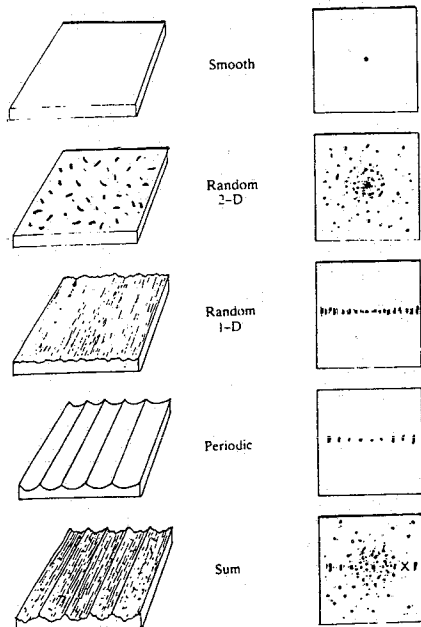 Smooth
Random
2-D
Random
1-D
Periodic
Sum
X